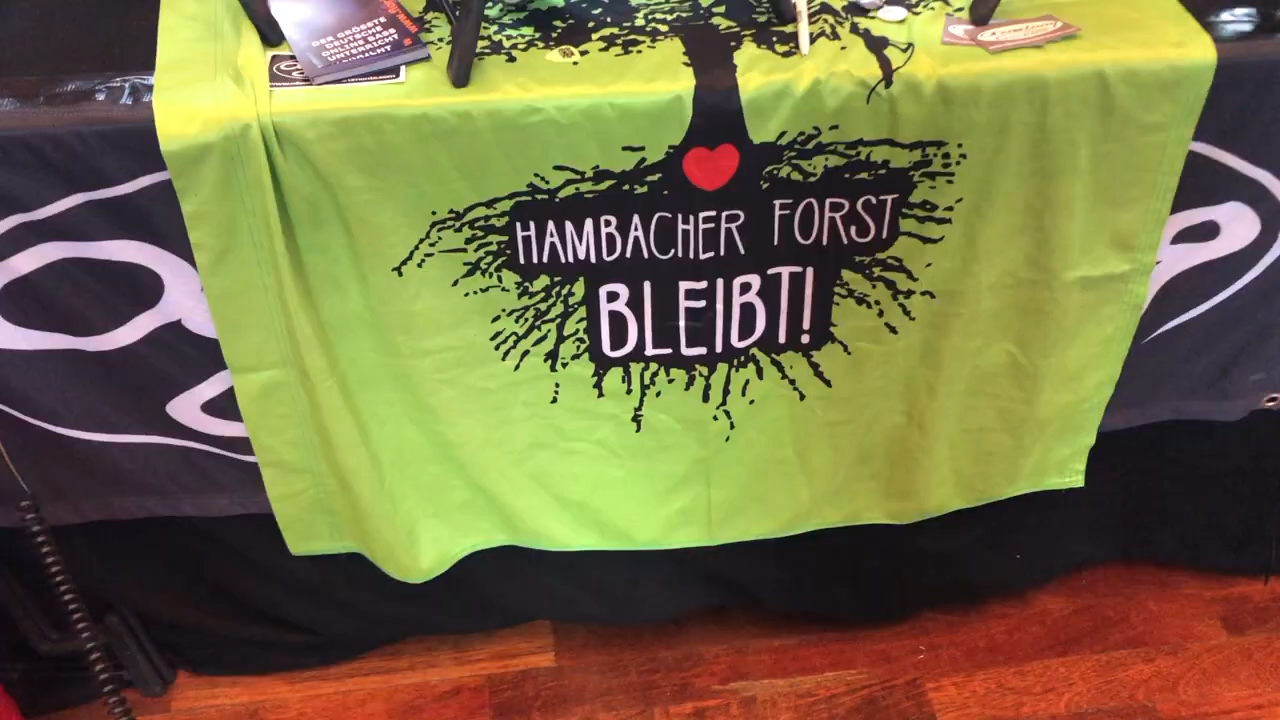 DER GRÖSSTE
DEUTSCHE
ONLINE BASS
UNTERRICHT
HAMBACHER FORST
BLEIBT!